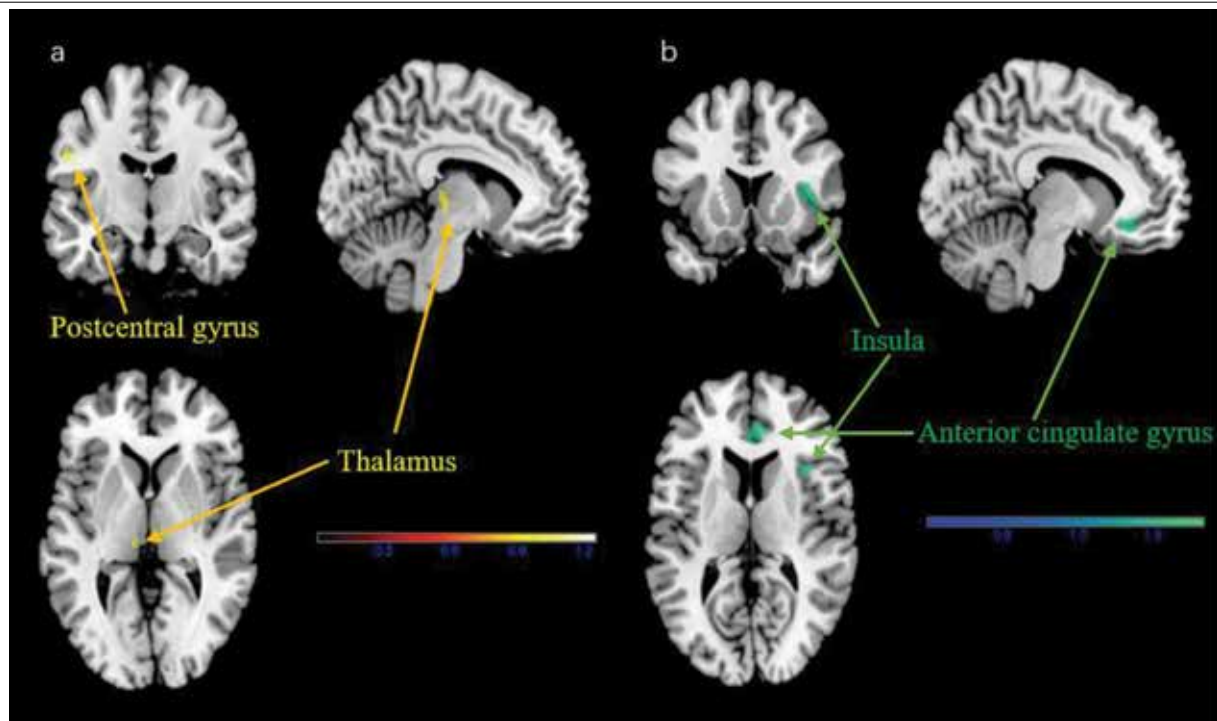 a
b
Postcentral gyrus
Insula
Anterior cingulate gyrus
Thalamus